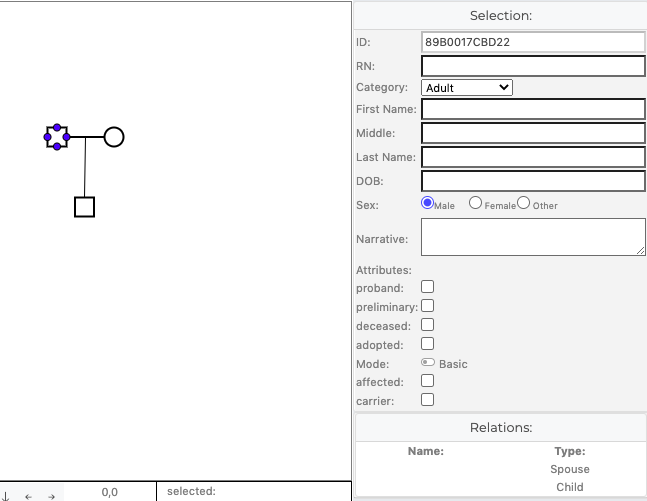 Selection:
ID: 89B0017CBD22
RN:
Category: Adult
First Name:
Middle:
Last Name:
DOB:
Sex: Male Female Other
Narrative:
Attributes:
proband:
preliminary:
deceased:
adopted:
Mode: Basic
affected:
carrier:
Relations:
Name: Type:
Spouse
Child
↓ ← → 0,0 selected: